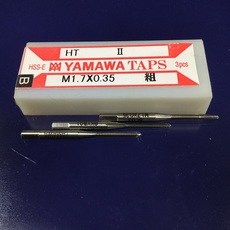 HT II
HSS-E YAMAWA TAPS 3pcs
B
M1.7X0.35 組